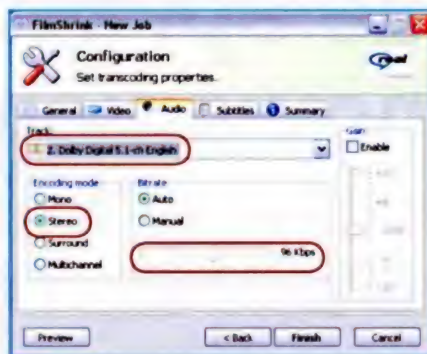 FilmShrink - New Job
Configuration
Set transcoding properties.
real
General Video Audio Subtitles Summary
Track:
2. Dolby Digital 5.1-ch English
Gain
Enable
Encoding mode
Mono
Stereo
Surround
Multichannel
Bitrate
Auto
Manual
96 Kbps
Preview
< Back
Finish
Cancel